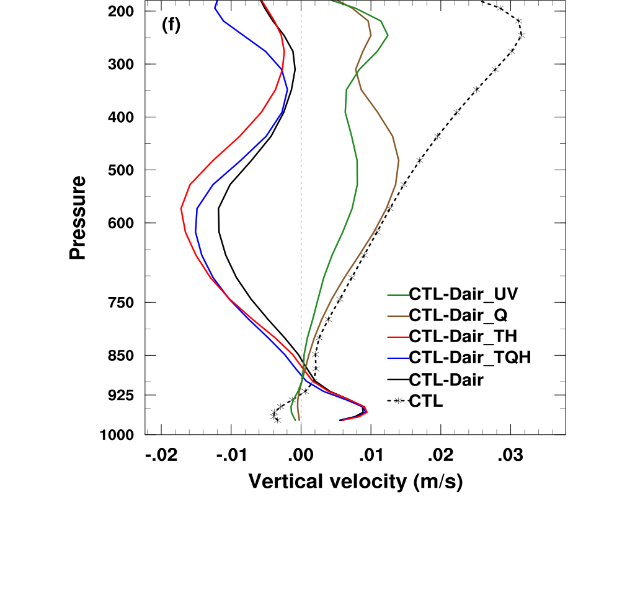 200
(f)
300
400
500
600
750
850
925
1000
Pressure
CTL-Dair_UV
CTL-Dair_Q
CTL-Dair_TH
CTL-Dair_TQH
CTL-Dair
CTL
-.02 -.01 .00 .01 .02 .03
Vertical velocity (m/s)